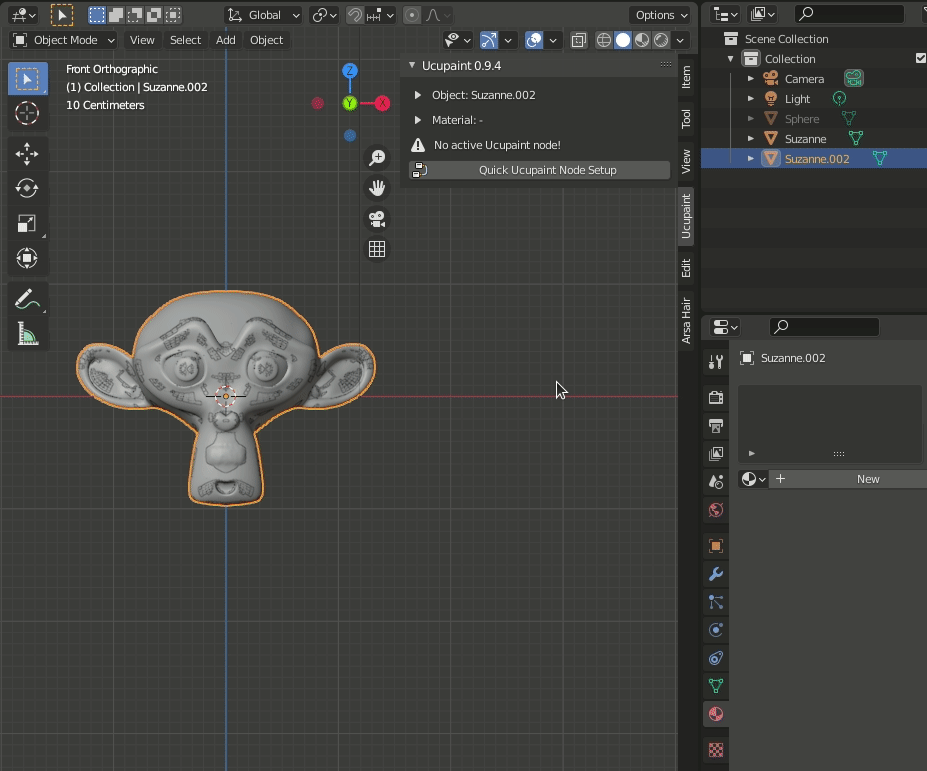 Global
Options
Object Mode
View
Select
Add
Object
Front Orthographic
(1) Collection | Suzanne.002
10 Centimeters
Z
Y
X
Ucupaint 0.9.4
Object: Suzanne.002
Material: -
No active Ucupaint node!
Quick Ucupaint Node Setup
Item
Tool
View
Ucupaint
Edit
Arsa Hair
Scene Collection
Collection
Camera
Light
Sphere
Suzanne
Suzanne.002
Suzanne.002
New